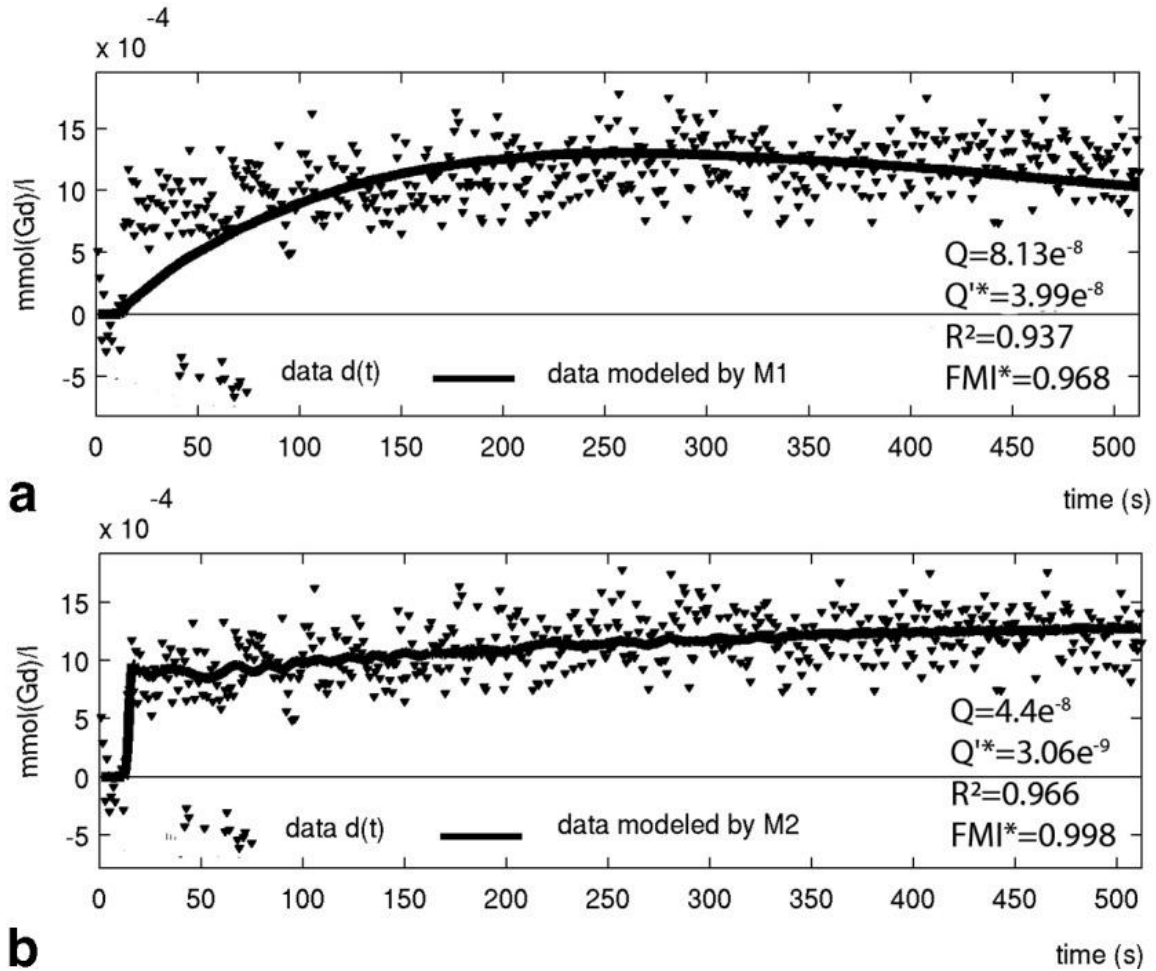 -4
x 10
15
10
5
0
-5
mmol(Gd)/l
Q=8.13e-8
Q'*=3.99e-8
R²=0.937
FMI*=0.968
data d(t) data modeled by M1
0 50 100 150 200 250 300 350 400 450 500
a
time (s)
-4
x 10
15
10
5
0
-5
mmol(Gd)/l
Q=4.4e-8
Q'*=3.06e-9
R²=0.966
FMI*=0.998
data d(t) data modeled by M2
0 50 100 150 200 250 300 350 400 450 500
b
time (s)